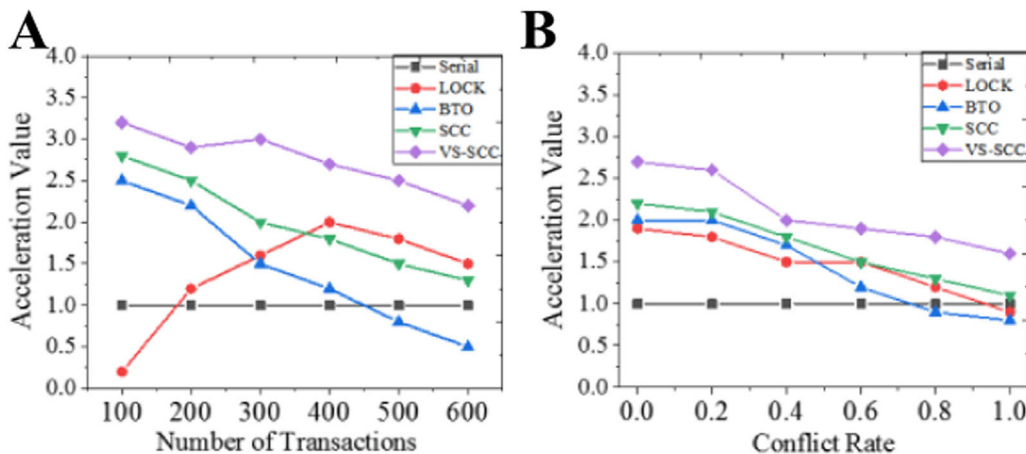 A
Acceleration Value
4.0
3.5
3.0
2.5
2.0
1.5
1.0
0.5
0.0
Serial
LOCK
BTO
SCC
VS-SCC
100 200 300 400 500 600
Number of Transactions
B
Acceleration Value
4.0
3.5
3.0
2.5
2.0
1.5
1.0
0.5
0.0
Serial
LOCK
BTO
SCC
VS-SCC
0.0 0.2 0.4 0.6 0.8 1.0
Conflict Rate